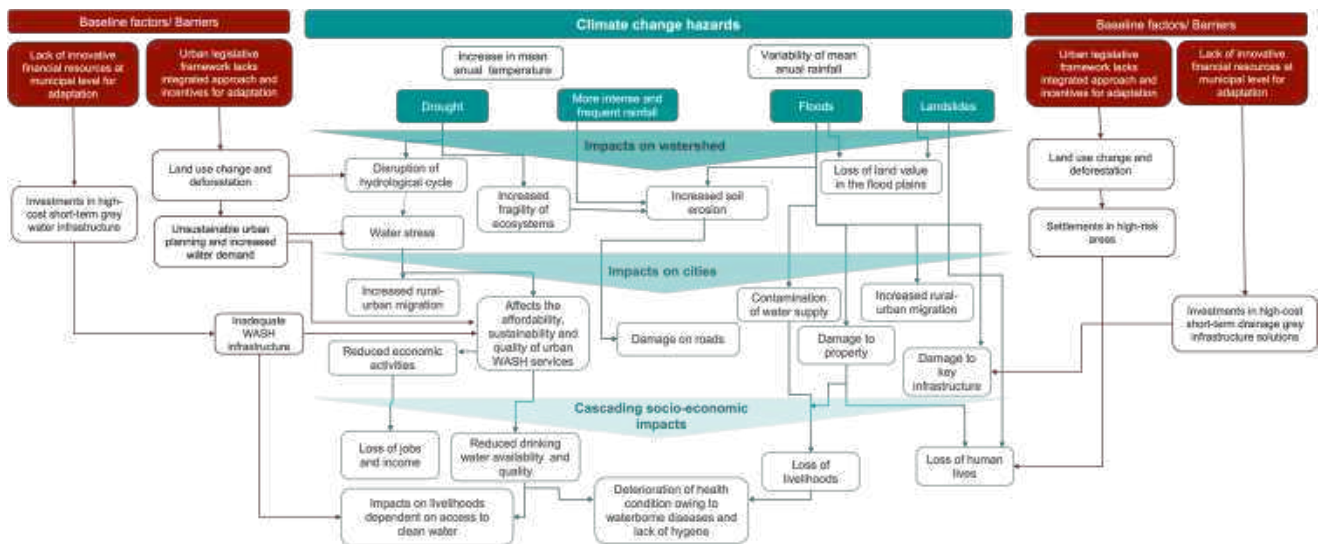 Baseline factors/ Barriers
Climate change hazards
Baseline factors/ Barriers
Lack of innovative
financial resources at
municipal level for
adaptation
Urban legislative
framework lacks
integrated approach and
incentives for adaptation
Increase in mean
anual temperature
Variability of mean
anual rainfall
Urban legislative
framework lacks
integrated approach and
incentives for adaptation
Lack of innovative
financial resources at
municipal level for
adaptation
Drought
More intense and
frequent rainfall
Floods
Landslides
Impacts on watershed
Land use change and
deforestation
Disruption of
hydrological cycle
Loss of land value
in the flood plains
Land use change and
deforestation
Investments in high-
cost short-term grey
water infrastructure
Increased
fragility of
ecosystems
Increased soil
erosion
Unsustainable urban
planning and increased
water demand
Water stress
Settlements in high-risk
areas
Impacts on cities
Increased rural-
urban migration
Affects the
affordability,
sustainability and
quality of urban
WASH services
Contamination
of water supply
Increased rural-
urban migration
Inadequate
WASH
infrastructure
Damage on roads
Damage to
property
Investments in high-cost
short-term drainage grey
infrastructure solutions
Reduced economic
activities
Damage to
key
infrastructure
Cascading socio-economic
impacts
Loss of jobs
and income
Reduced drinking
water availability and
quality
Loss of
livelihoods
Loss of human
lives
Impacts on livelihoods
dependent on access to
clean water
Deterioration of health
condition owing to
waterborne diseases and
lack of hygene